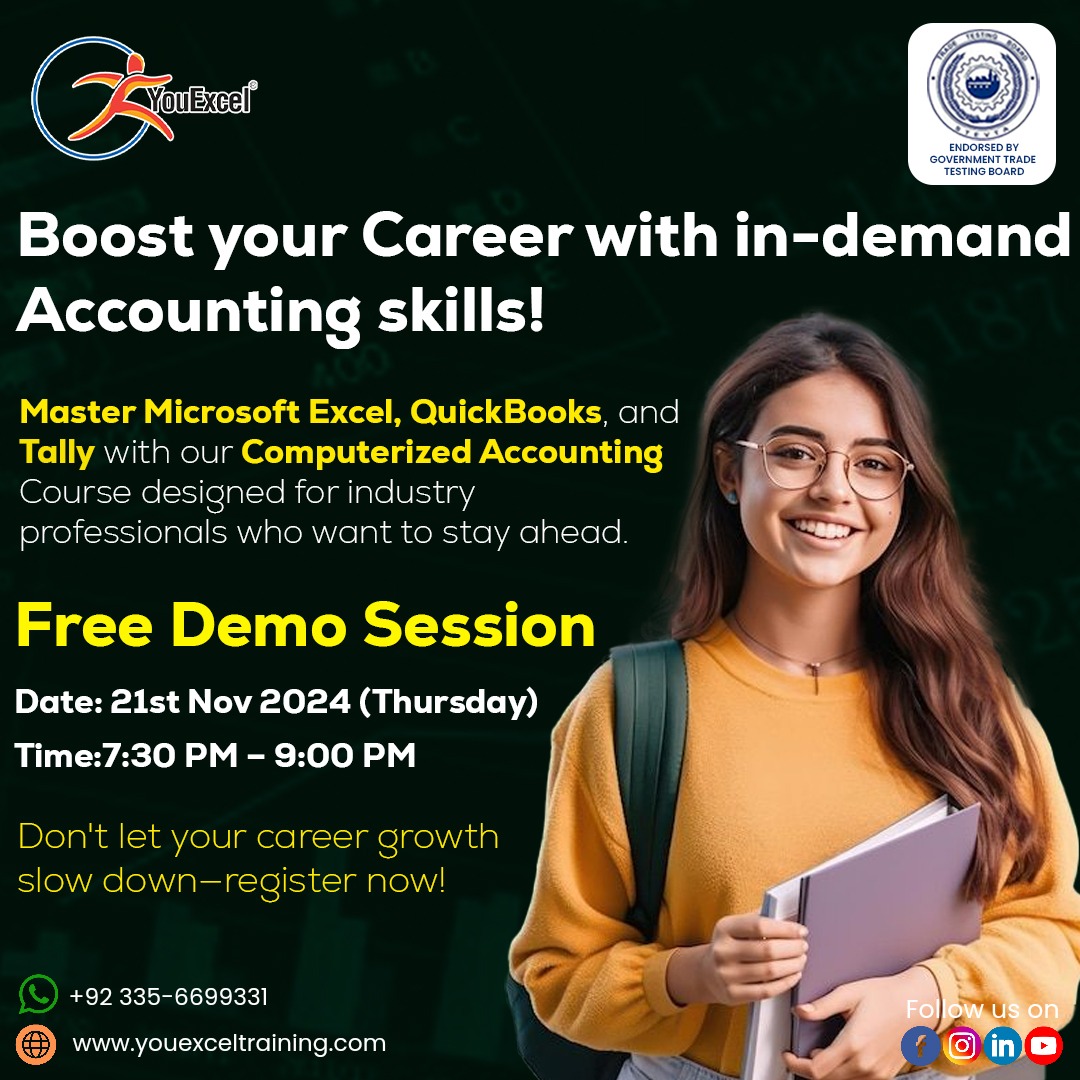 YouExcel®
TRADE TESTING BOARD
STEVTA
ENDORSED BY
GOVERNMENT TRADE
TESTING BOARD
Boost your Career with in-demand
Accounting skills!
Master Microsoft Excel, QuickBooks, and
Tally with our Computerized Accounting
Course designed for industry
professionals who want to stay ahead.
Free Demo Session
Date: 21st Nov 2024 (Thursday)
Time:7:30 PM – 9:00 PM
Don't let your career growth
slow down—register now!
+92 335-6699331
www.youexceltraining.com
Follow us on